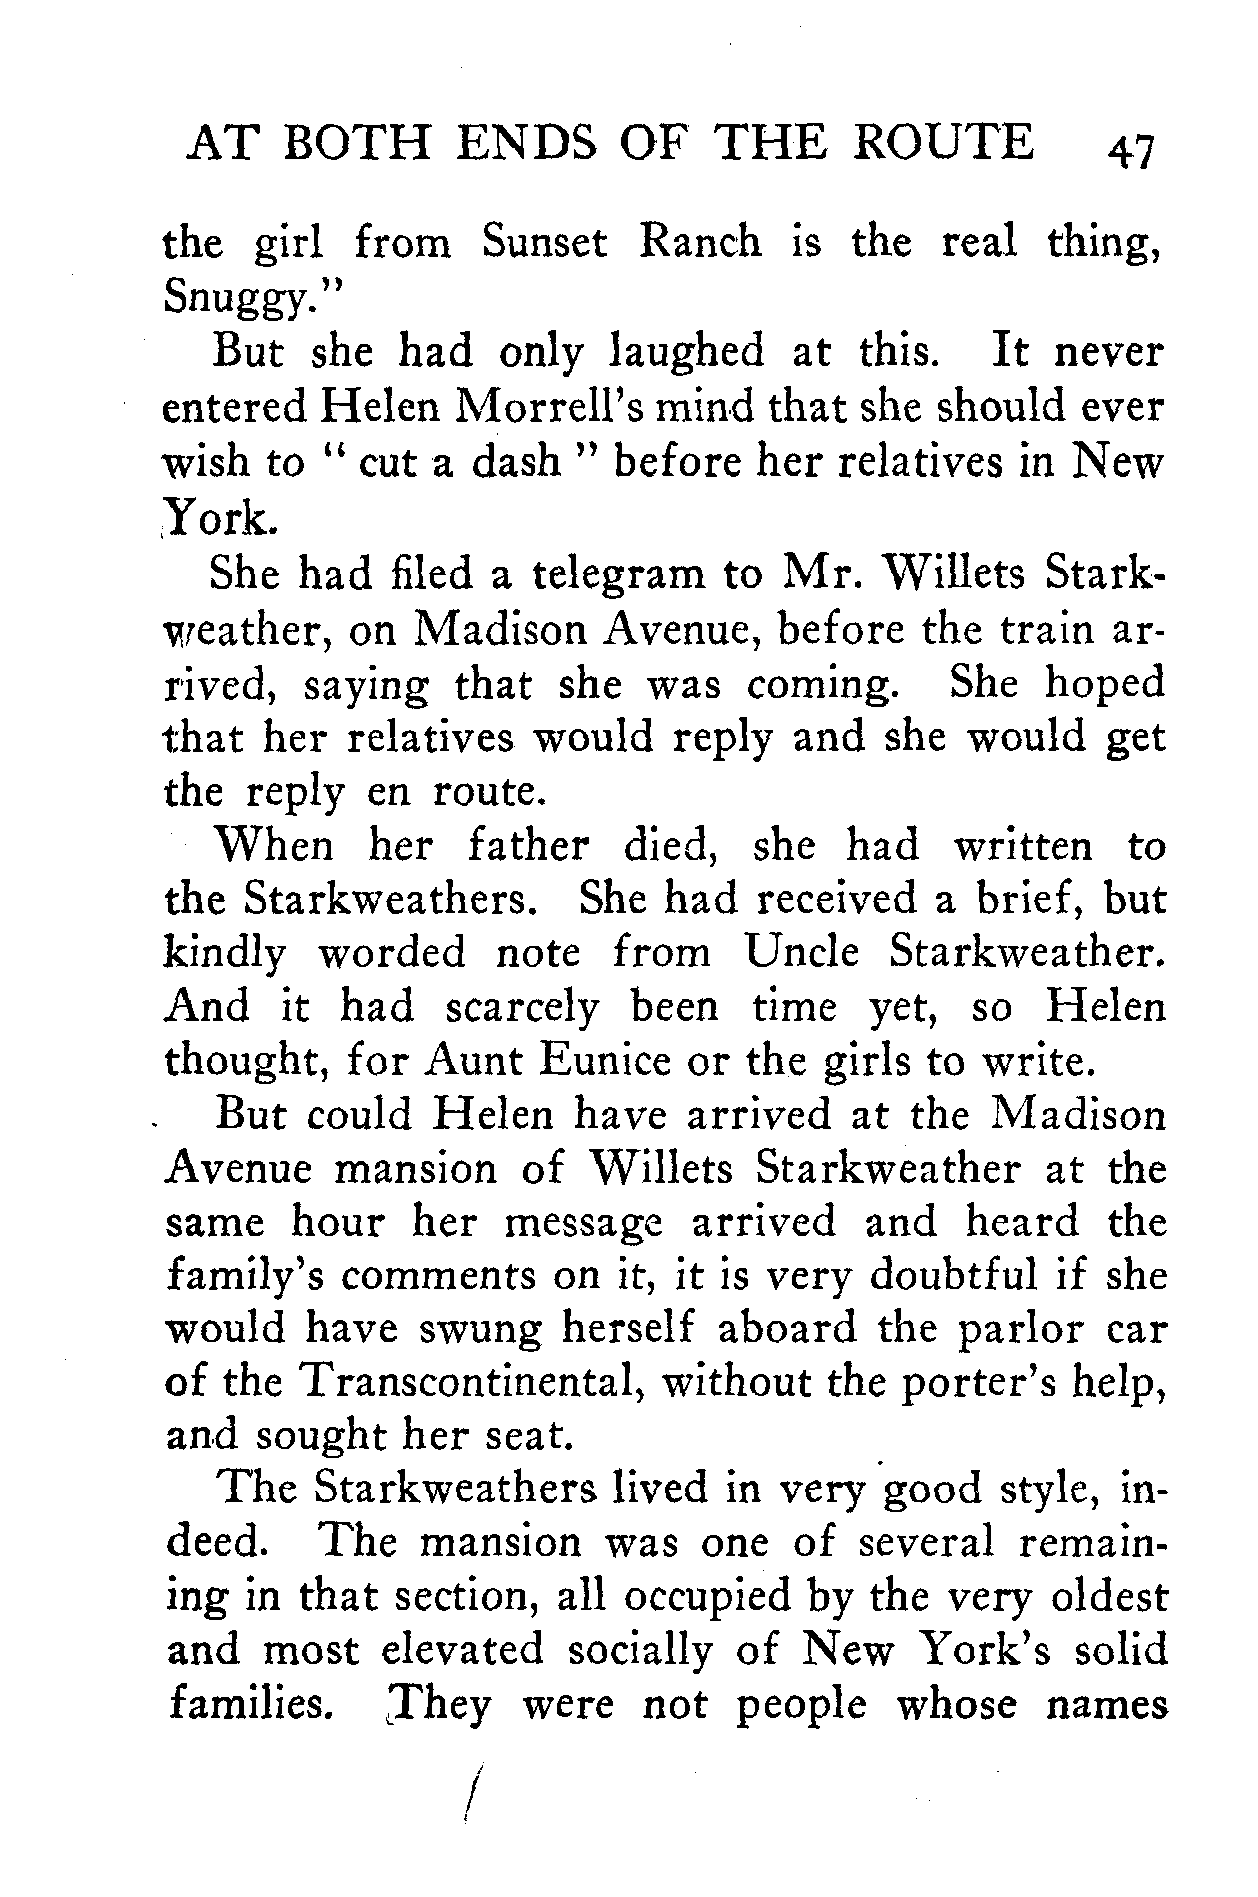 AT BOTH ENDS OF THE ROUTE 47
the girl from Sunset Ranch is the real thing,
Snuggy."
But she had only laughed at this. It never
entered Helen Morrell's mind that she should ever
wish to " cut a dash " before her relatives in New
York.
She had filed a telegram to Mr. Willets Stark-
weather, on Madison Avenue, before the train ar-
rived, saying that she was coming. She hoped
that her relatives would reply and she would get
the reply en route.
When her father died, she had written to
the Starkweathers. She had received a brief, but
kindly worded note from Uncle Starkweather.
And it had scarcely been time yet, so Helen
thought, for Aunt Eunice or the girls to write.
But could Helen have arrived at the Madison
Avenue mansion of Willets Starkweather at the
same hour her message arrived and heard the
family's comments on it, it is very doubtful if she
would have swung herself aboard the parlor car
of the Transcontinental, without the porter's help,
and sought her seat.
The Starkweathers lived in very good style, in-
deed. The mansion was one of several remain-
ing in that section, all occupied by the very oldest
and most elevated socially of New York's solid
families. They were not people whose names